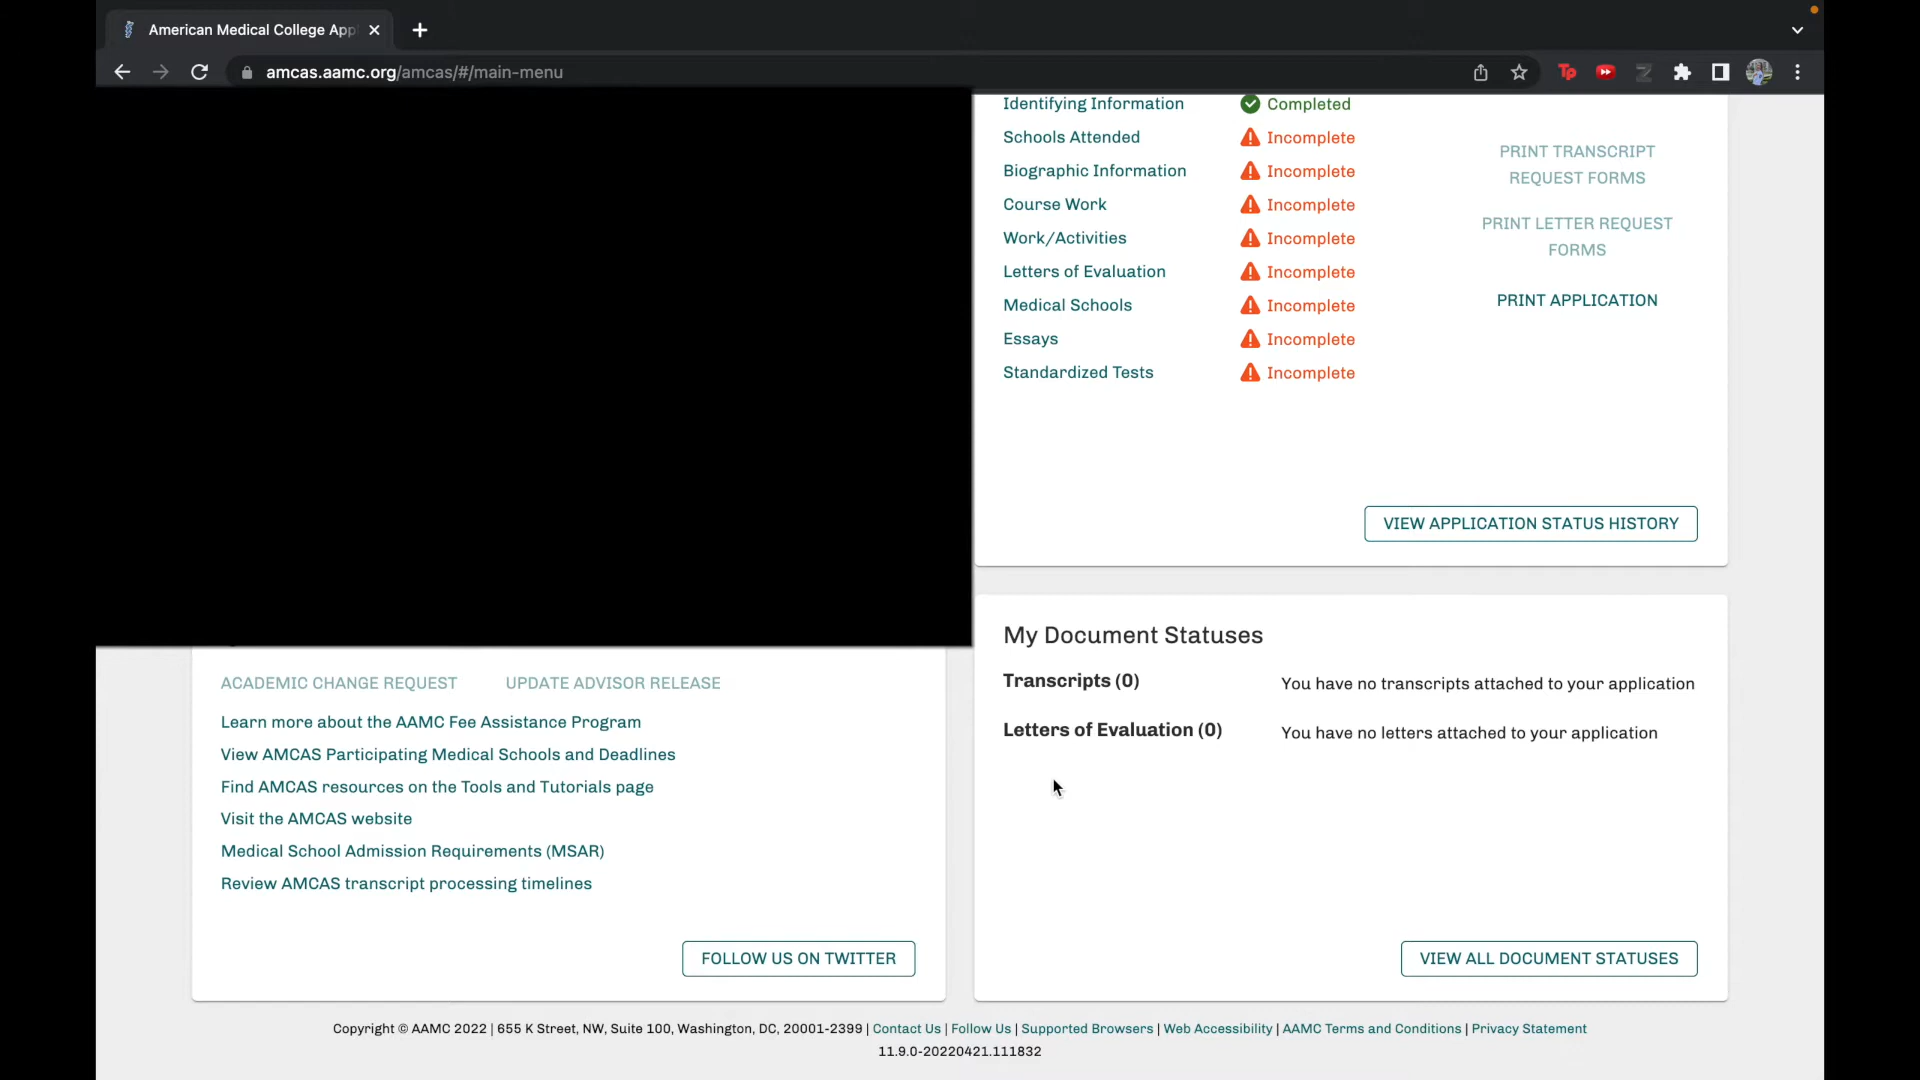 American Medical College App
amcas.aamc.org/amcas/#/main-menu
Identifying Information Completed
Schools Attended Incomplete
Biographic Information Incomplete
Course Work Incomplete
Work/Activities Incomplete
Letters of Evaluation Incomplete
Medical Schools Incomplete
Essays Incomplete
Standardized Tests Incomplete
PRINT TRANSCRIPT
REQUEST FORMS
PRINT LETTER REQUEST
FORMS
PRINT APPLICATION
VIEW APPLICATION STATUS HISTORY
ACADEMIC CHANGE REQUEST UPDATE ADVISOR RELEASE
Learn more about the AAMC Fee Assistance Program
View AMCAS Participating Medical Schools and Deadlines
Find AMCAS resources on the Tools and Tutorials page
Visit the AMCAS website
Medical School Admission Requirements (MSAR)
Review AMCAS transcript processing timelines
FOLLOW US ON TWITTER
My Document Statuses
Transcripts (0) You have no transcripts attached to your application
Letters of Evaluation (0) You have no letters attached to your application
VIEW ALL DOCUMENT STATUSES
Copyright © AAMC 2022 | 655 K Street, NW, Suite 100, Washington, DC, 20001-2399 | Contact Us | Follow Us | Supported Browsers | Web Accessibility | AAMC Terms and Conditions | Privacy Statement
11.9.0-20220421.111832